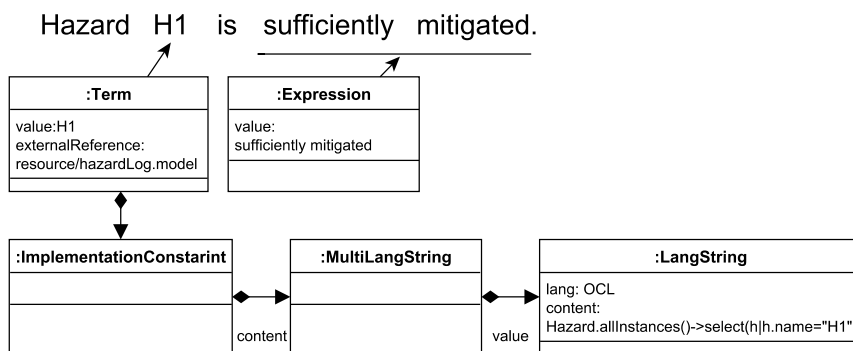 Hazard H1 is sufficiently mitigated.
:Term
value:H1
externalReference:
resource/hazardLog.model
:Expression
value:
sufficiently mitigated
:ImplementationConstarint
content
:MultiLangString
value
:LangString
lang: OCL
content:
Hazard.allInstances()->select(h|h.name="H1"